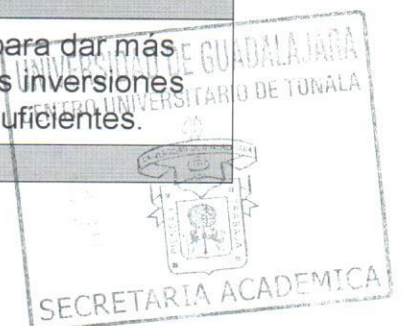 para dar más
s inversiones
uficientes.
UNIVERSIDAD DE GUADALAJARA
CENTRO UNIVERSITARIO DE TONALA
SECRETARIA ACADEMICA